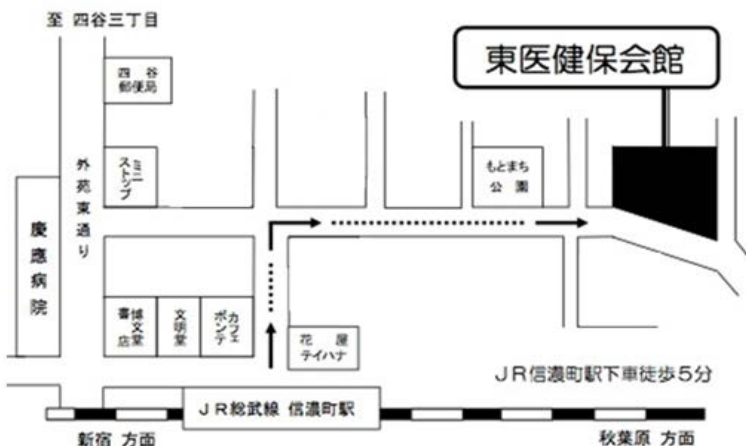 至 四谷三丁目
東医健保会館
四谷
郵便局
ミニ
ストップ
もとまち
公園
外苑東通り
慶應病院
博文堂
書店
文明堂
カフェ
ボンテ
花屋
テイハナ
JR信濃町駅下車徒歩5分
JR総武線 信濃町駅
新宿 方面
秋葉原 方面